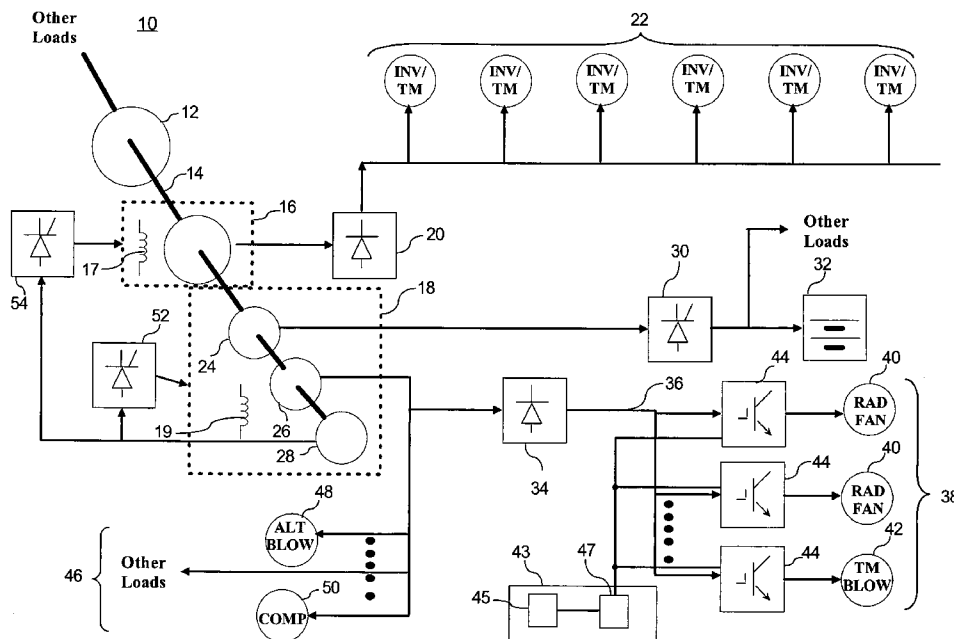 Other
Loads
10
22
INV/
TM
INV/
TM
INV/
TM
INV/
TM
INV/
TM
INV/
TM
12
14
16
17
20
54
Other
Loads
30
32
18
52
24
26
19
28
36
34
44
40
RAD
FAN
44
40
RAD
FAN
38
44
42
TM
BLOW
48
ALT
BLOW
46
Other
Loads
50
COMP
43
47
45